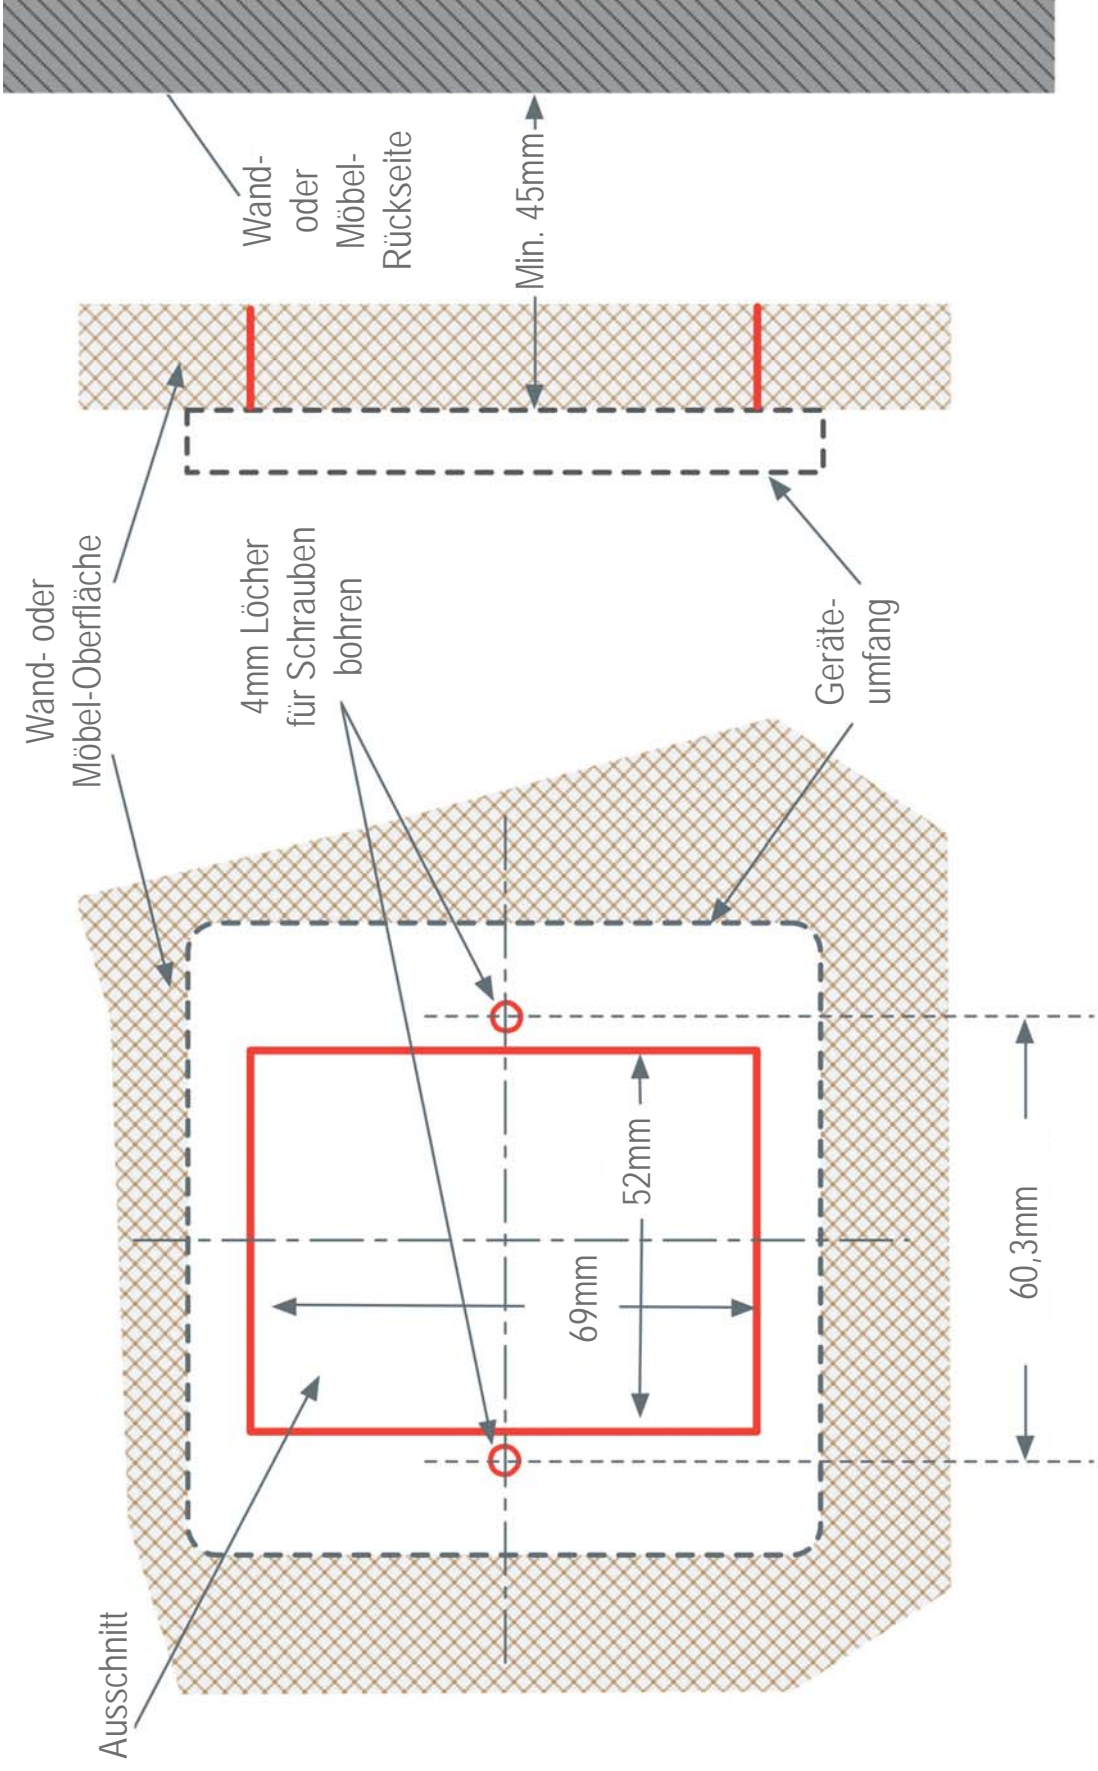 Ausschnitt
Wand- oder
Möbel-Oberfläche
4mm Löcher
für Schrauben
bohren
Wand-
oder
Möbel-
Rückseite
Min. 45mm
69mm
52mm
Geräte-
umfang
60,3mm